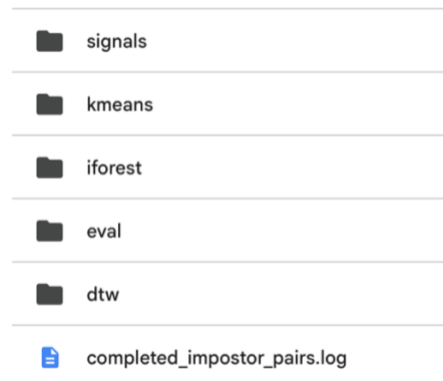 signals
kmeans
iforest
eval
dtw
completed_impostor_pairs.log